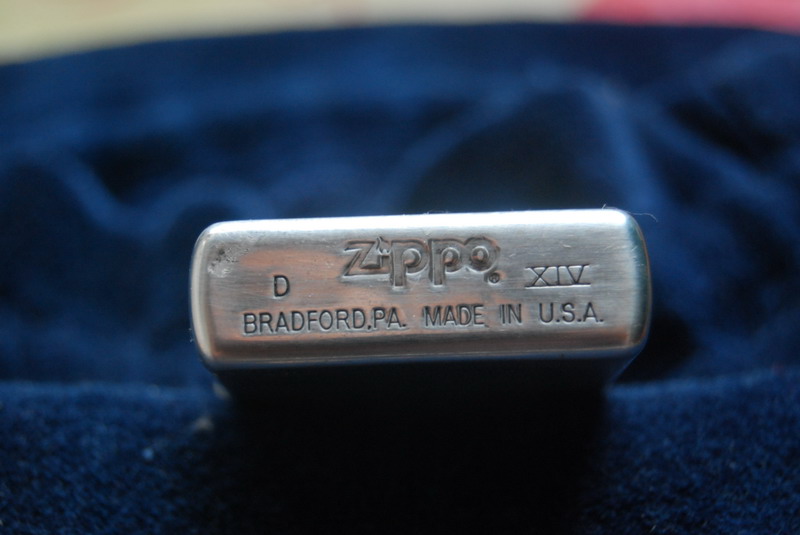 zippo ®
D XIV
BRADFORD,PA. MADE IN U.S.A.